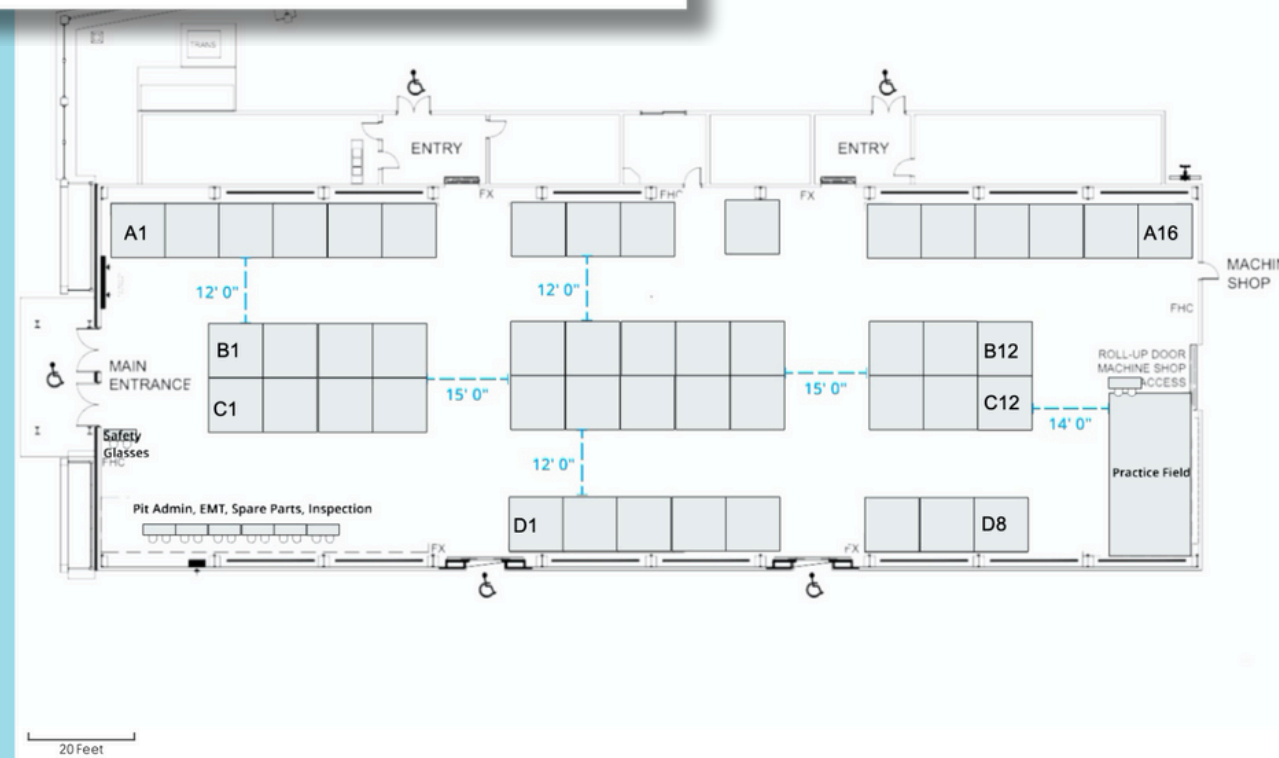 TRANS
ENTRY
ENTRY
FX
FHC
FX
A1
A16
12' 0"
12' 0"
MACHIN
SHOP
FHC
B1
B12
MAIN
ENTRANCE
ROLL-UP DOOR
MACHINE SHOP
ACCESS
15' 0"
15' 0"
C1
C12
14' 0"
Safety
Glasses
FHC
12' 0"
Practice Field
Pit Admin, EMT, Spare Parts, Inspection
D1
D8
FX
FX
20 Feet